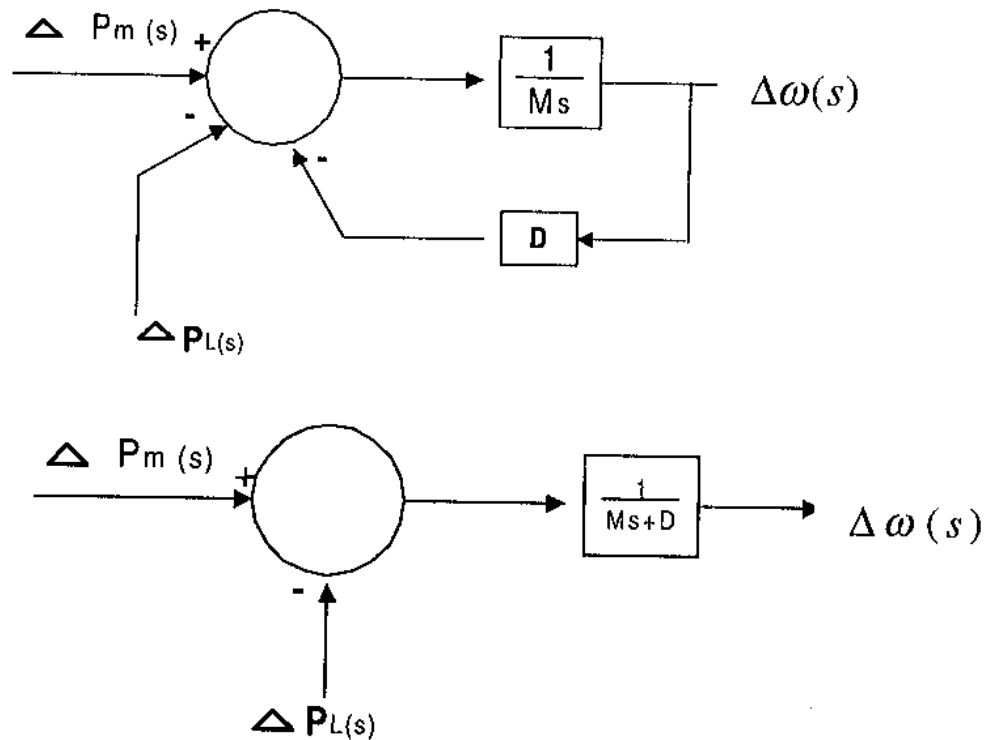 Δ Pm (s)
+
-
-
1
Ms
Δω(s)
D
Δ PL(s)
Δ Pm (s)
+
-
1
Ms+D
Δ ω (s)
Δ PL(s)